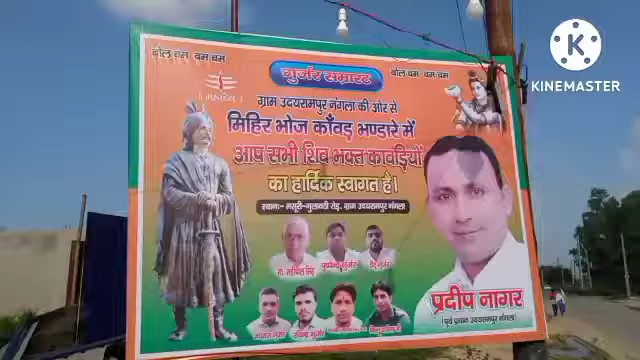 बोल बम बम बम
गुर्जर सम्राट
बोल बम बम बम
ग्राम उदयरामपुर नंगला की ओर से
मिहिर भोज काँवड़ भण्डारे में
आप सभी शिव भक्त कावड़ियों
का हार्दिक स्वागत है।
स्थान:- मसूरी-गुलावठी रोड़, ग्राम उदयरामपुर नंगला
प्रदीप नागर
(पूर्व प्रधान उदयरामपुर नंगला)
KINEMASTER